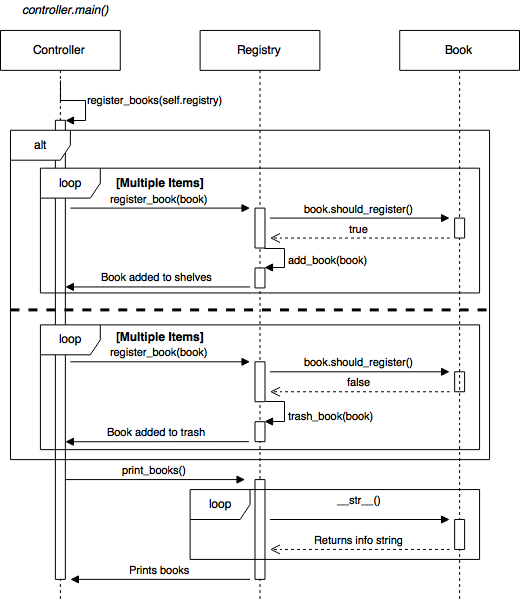 controller.main()
Controller
Registry
Book
register_books(self.registry)
alt
loop
[Multiple Items]
register_book(book)
book.should_register()
true
add_book(book)
Book added to shelves
loop
[Multiple Items]
register_book(book)
book.should_register()
false
trash_book(book)
Book added to trash
print_books()
loop
__str__()
Returns info string
Prints books